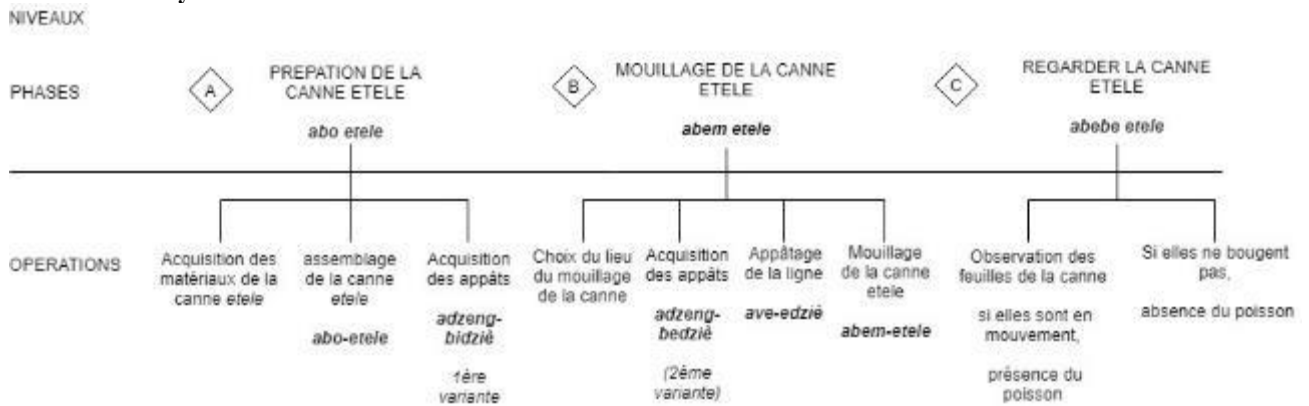 NIVEAUX
PHASES
A
PREPATION DE LA
CANNE ETELE
abo etele
B
MOUILLAGE DE LA CANNE
ETELE
abem etele
C
REGARDER LA CANNE
ETELE
abebe etele
OPERATIONS
Acquisition des
matériaux de la
canne etele
assemblage
de la canne
etele
abo-etele
Acquisition
des appâts
adzeng-
bidziè
1ère
variante
Choix du lieu
du mouillage
de la canne
Acquisition
des appâts
adzeng-
bedziè
(2ème
variante)
Appâtage
de la ligne
ave-edziè
Mouillage
de la canne
etele
abem-etele
Observation des
feuilles de la canne
si elles sont en
mouvement,
présence du
poisson
Si elles ne bougent
pas,
absence du poisson